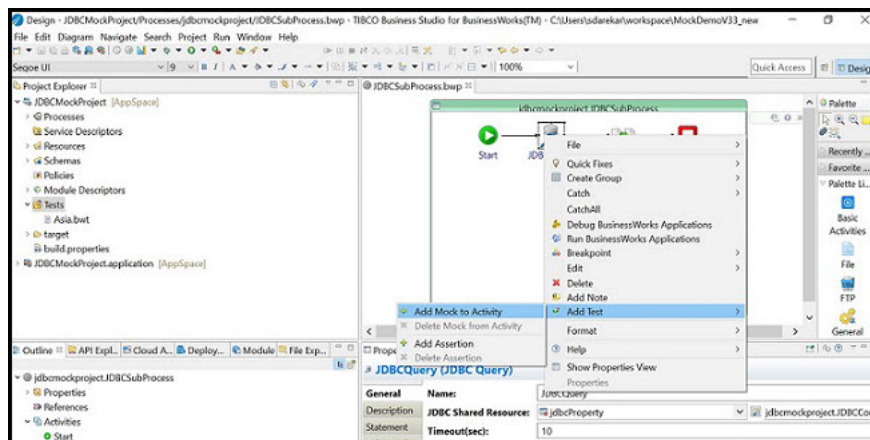 Design - JDBCMockProject/Processes/jdbcmockproject/JDBCSubProcess.bwp - TIBCO Business Studio for BusinessWorks(TM) - C:\Users\sdarekar\workspace\MockDemoV33_new
File Edit Diagram Navigate Search Project Run Window Help
Segoe UI 9 B I A 100% Quick Access Design
Project Explorer
JDBCSubProcess.bwp
JDBCMockProject [AppSpace]
Processes
Service Descriptors
Resources
Schemas
Policies
Module Descriptors
Tests
Asia.bwt
target
build.properties
JDBCMockProject.application [AppSpace]
jdbcmockproject.JDBCSubProcess
Start
File
Quick Fixes
Create Group
Catch
CatchAll
Debug BusinessWorks Applications
Run BusinessWorks Applications
Breakpoint
Edit
Delete
Add Note
Add Test
Format
Help
Show Properties View
Properties
Add Mock to Activity
Delete Mock from Activity
Add Assertion
Delete Assertion
Palette
Recently ...
Favorite ...
Palette Li...
Basic
Activities
File
FTP
General
Outline API Expl... Cloud A... Deploy... Module File Exp...
jdbcmockproject.JDBCSubProcess
Properties
References
Activities
Start
JDBCQuery (JDBC Query)
General Name: JDBCQuery
Description JDBC Shared Resource: jdbcProperty
Statement Timeout(sec): 10